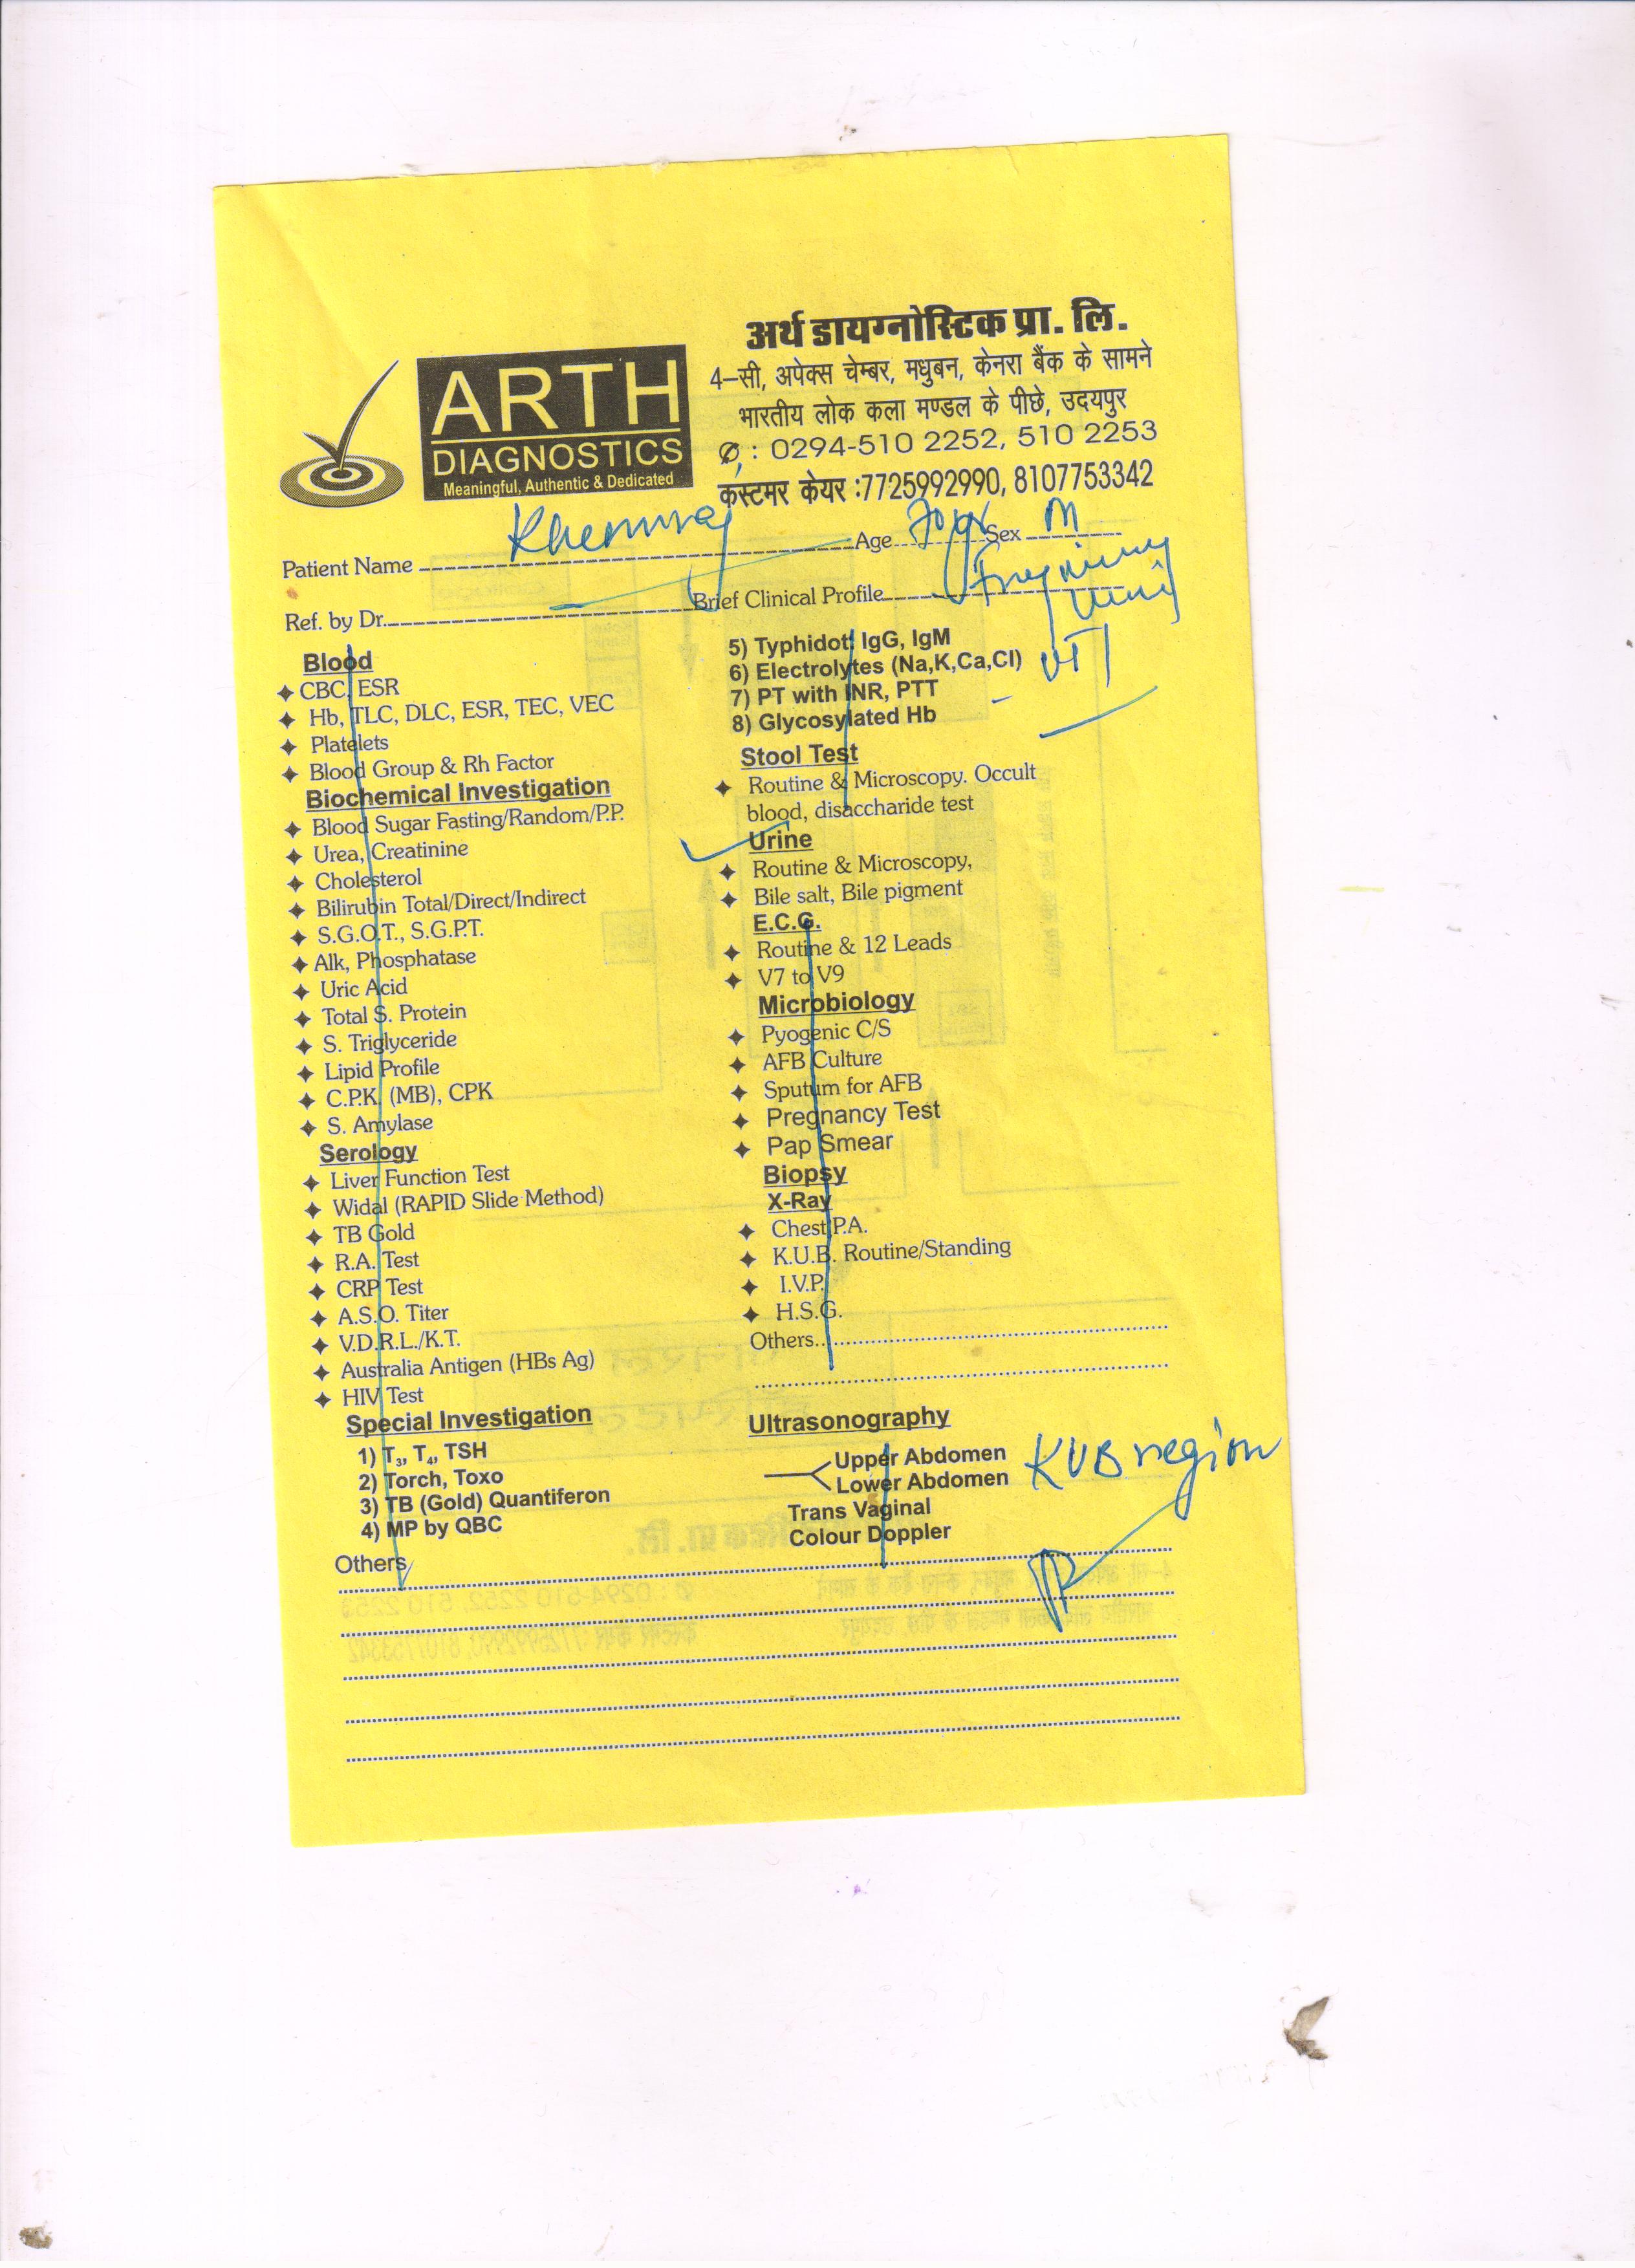 अर्थ डायग्नोस्टिक प्रा. लि.
4-सी, अपेक्स चेम्बर, मधुबन, केनरा बैंक के सामने
भारतीय लोक कला मण्डल के पीछे, उदयपुर
✆ : 0294-510 2252, 510 2253
कस्टमर केयर :7725992990, 8107753342
ARTH
DIAGNOSTICS
Meaningful, Authentic & Dedicated
Patient Name Khemraj Age Sex M
Ref. by Dr. Brief Clinical Profile
UTI
Blood
CBC, ESR
Hb, TLC, DLC, ESR, TEC, VEC
Platelets
Blood Group & Rh Factor
Biochemical Investigation
Blood Sugar Fasting/Random/P.P.
Urea, Creatinine
Cholesterol
Bilirubin Total/Direct/Indirect
S.G.O.T., S.G.P.T.
Alk, Phosphatase
Uric Acid
Total S. Protein
S. Triglyceride
Lipid Profile
C.P.K. (MB), CPK
S. Amylase
Serology
Liver Function Test
Widal (RAPID Slide Method)
TB Gold
R.A. Test
CRP Test
A.S.O. Titer
V.D.R.L./K.T.
Australia Antigen (HBs Ag)
HIV Test
Special Investigation
1) T3, T4, TSH
2) Torch, Toxo
3) TB (Gold) Quantiferon
4) MP by QBC
Others
5) Typhidot IgG, IgM
6) Electrolytes (Na,K,Ca,Cl)
7) PT with INR, PTT
8) Glycosylated Hb
Stool Test
Routine & Microscopy. Occult
blood, disaccharide test
Urine
Routine & Microscopy,
Bile salt, Bile pigment
E.C.G.
Routine & 12 Leads
V7 to V9
Microbiology
Pyogenic C/S
AFB Culture
Sputum for AFB
Pregnancy Test
Pap Smear
Biopsy
X-Ray
Chest P.A.
K.U.B. Routine/Standing
I.V.P.
H.S.G.
Others
Ultrasonography
Upper Abdomen
Lower Abdomen
KUB region
Trans Vaginal
Colour Doppler